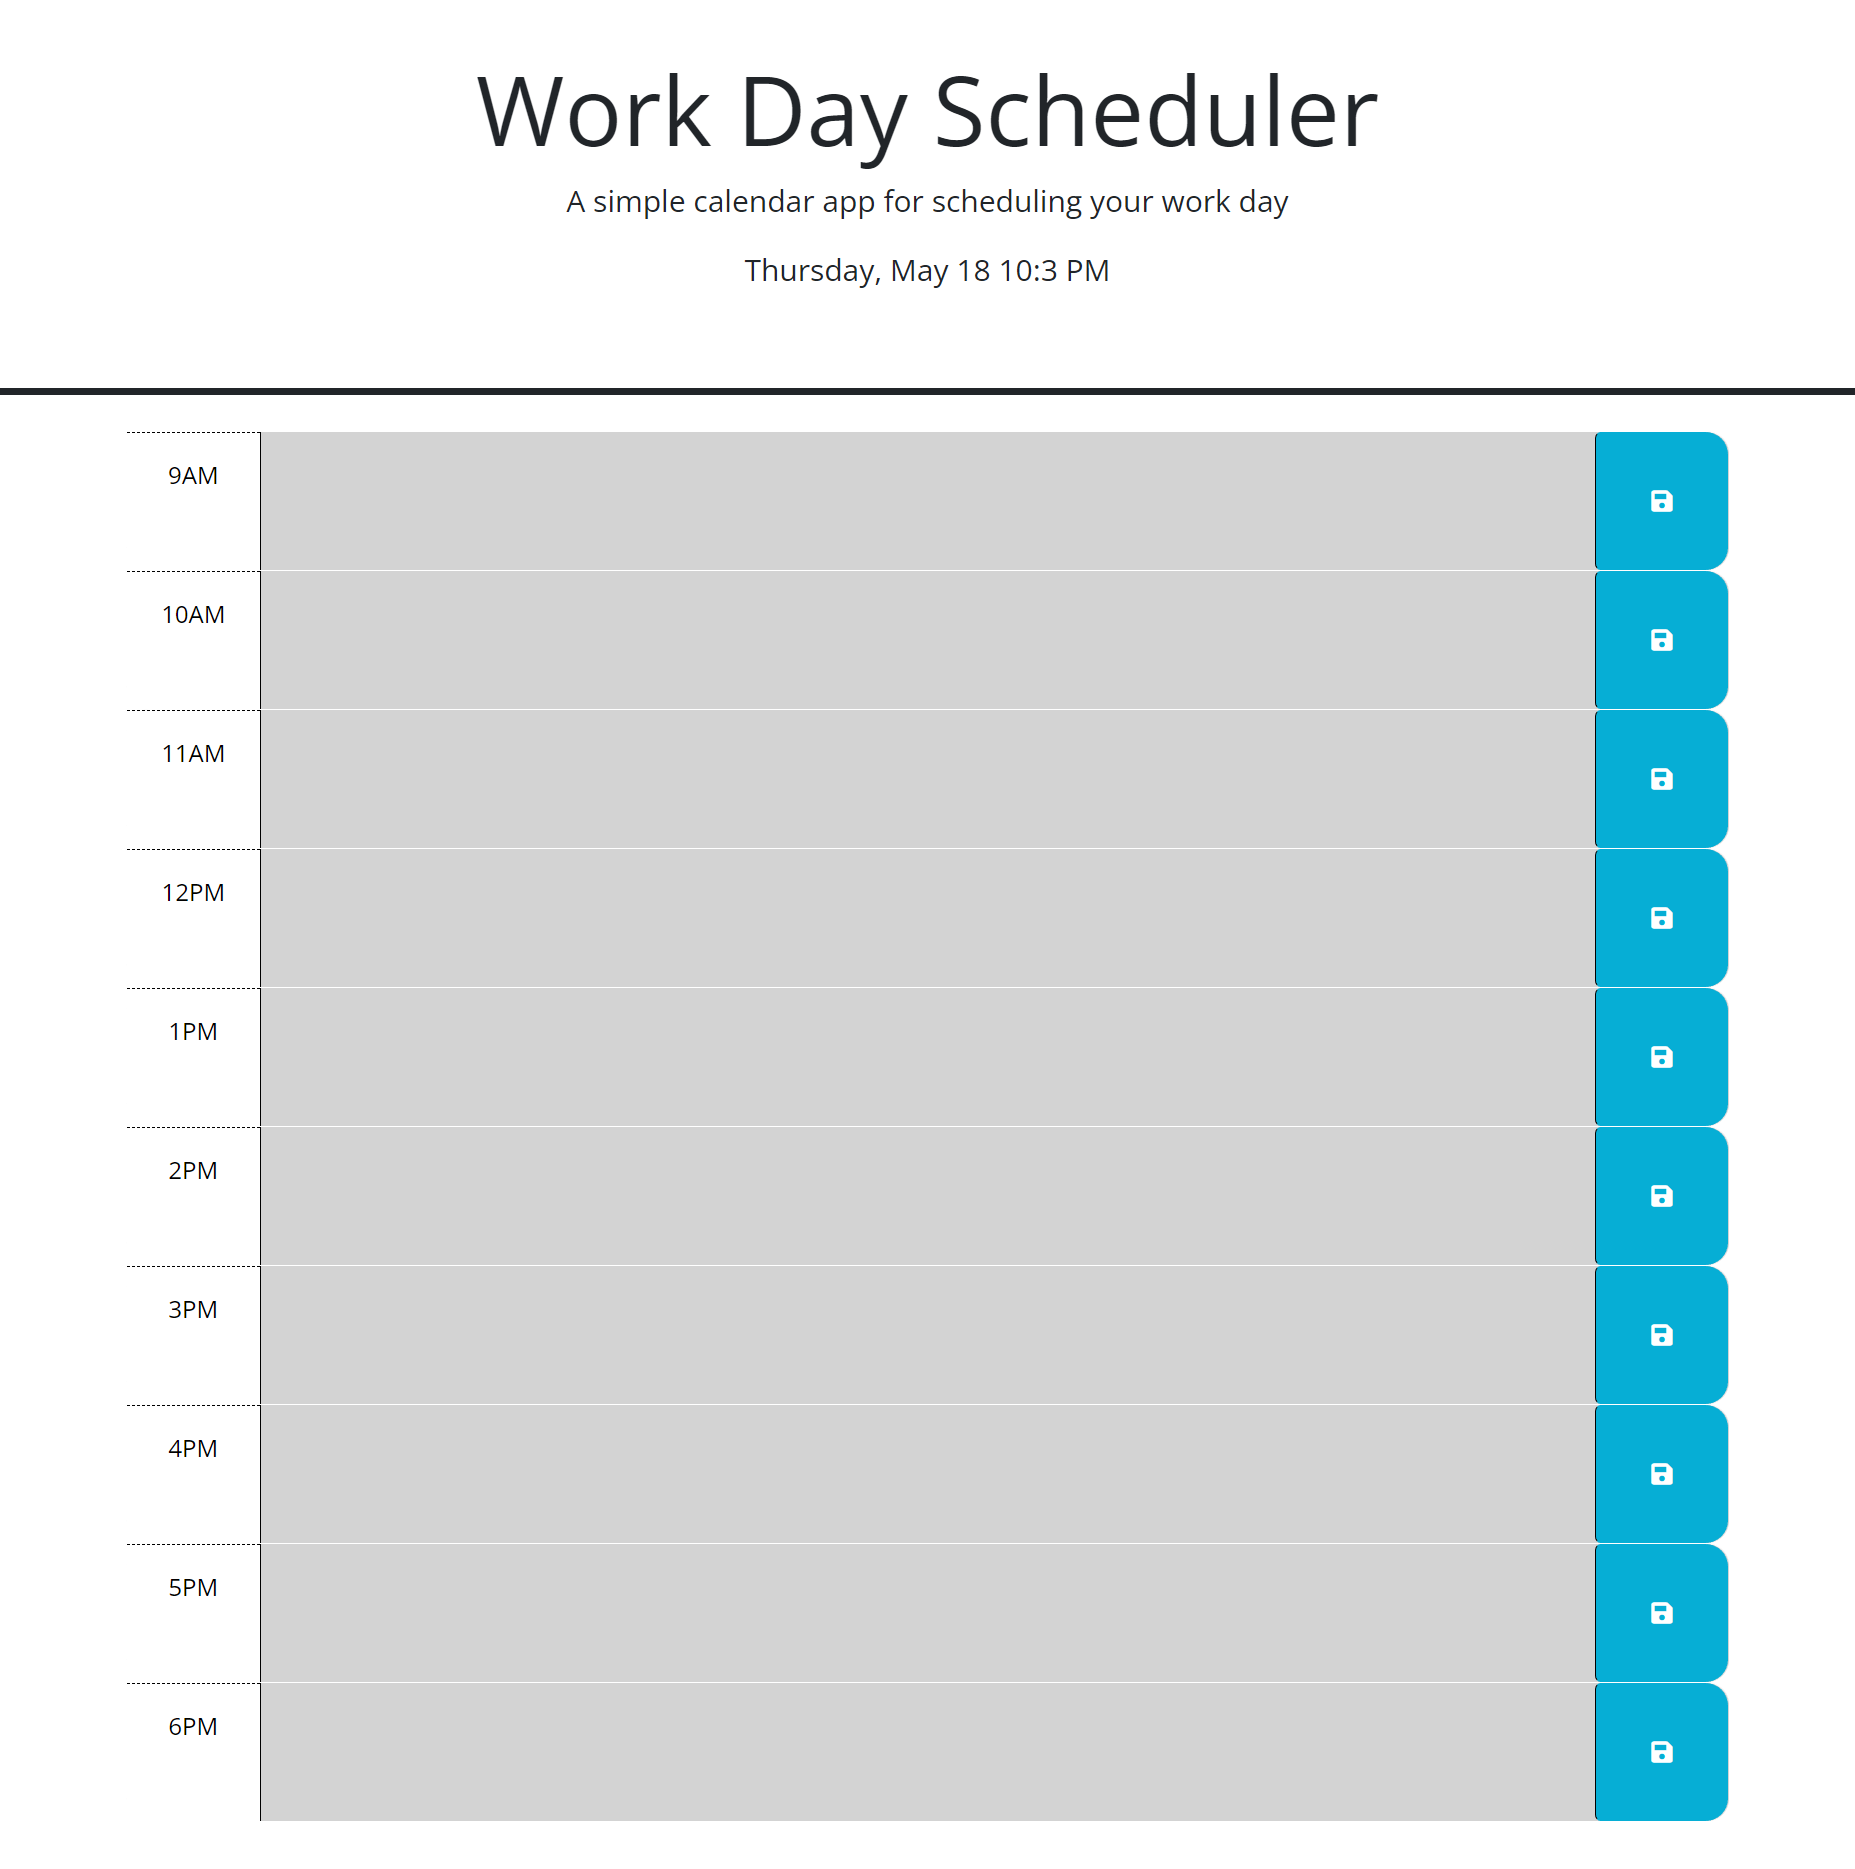 Work Day Scheduler
A simple calendar app for scheduling your work day
Thursday, May 18 10:3 PM
9AM
10AM
11AM
12PM
1PM
2PM
3PM
4PM
5PM
6PM